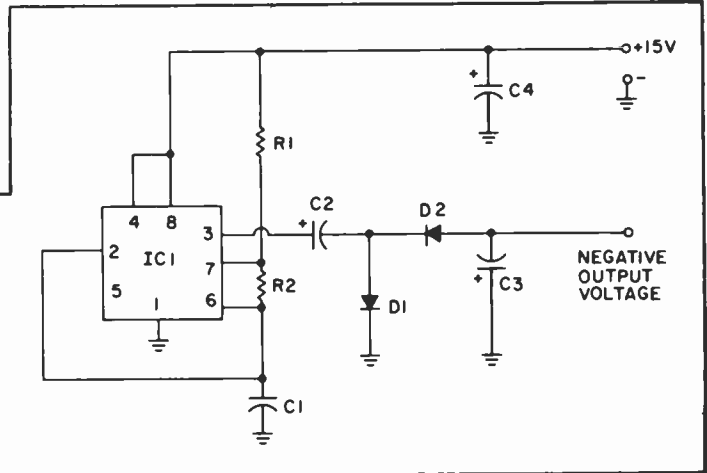 +15V
-
+
C4
R1
C2
+
D2
4 8
3
2
IC1
7
5
6
1
R2
D1
+
C3
NEGATIVE
OUTPUT
VOLTAGE
C1